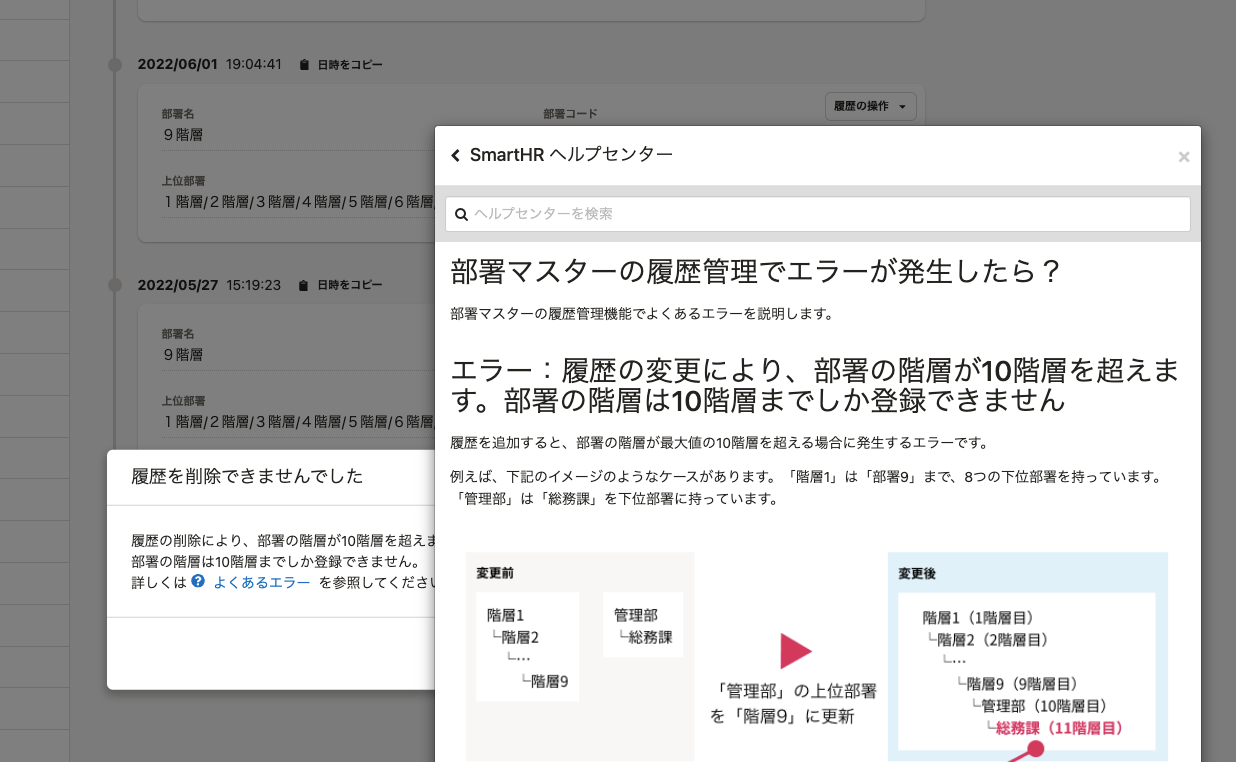 2022/06/01 19:04:41 日時をコピー
部署名
９階層
部署コード
履歴の操作
上位部署
１階層/２階層/３階層/４階層/５階層/６階層/
2022/05/27 15:19:23 日時をコピー
部署名
９階層
上位部署
１階層/２階層/３階層/４階層/５階層/６階層/
履歴を削除できませんでした
履歴の削除により、部署の階層が10階層を超えま
部署の階層は10階層までしか登録できません。
詳しくは よくあるエラー を参照してください
SmartHR ヘルプセンター
ヘルプセンターを検索
部署マスターの履歴管理でエラーが発生したら？
部署マスターの履歴管理機能でよくあるエラーを説明します。
エラー：履歴の変更により、部署の階層が10階層を超えま
す。部署の階層は10階層までしか登録できません
履歴を追加すると、部署の階層が最大値の10階層を超える場合に発生するエラーです。
例えば、下記のイメージのようなケースがあります。「階層1」は「部署9」まで、8つの下位部署を持っています。
「管理部」は「総務課」を下位部署に持っています。
変更前
階層1
└階層2
└…
└階層9
管理部
└総務課
「管理部」の上位部署
を「階層9」に更新
変更後
階層1（1階層目）
└階層2（2階層目）
└…
└階層9（9階層目）
└管理部（10階層目）
└総務課（11階層目）